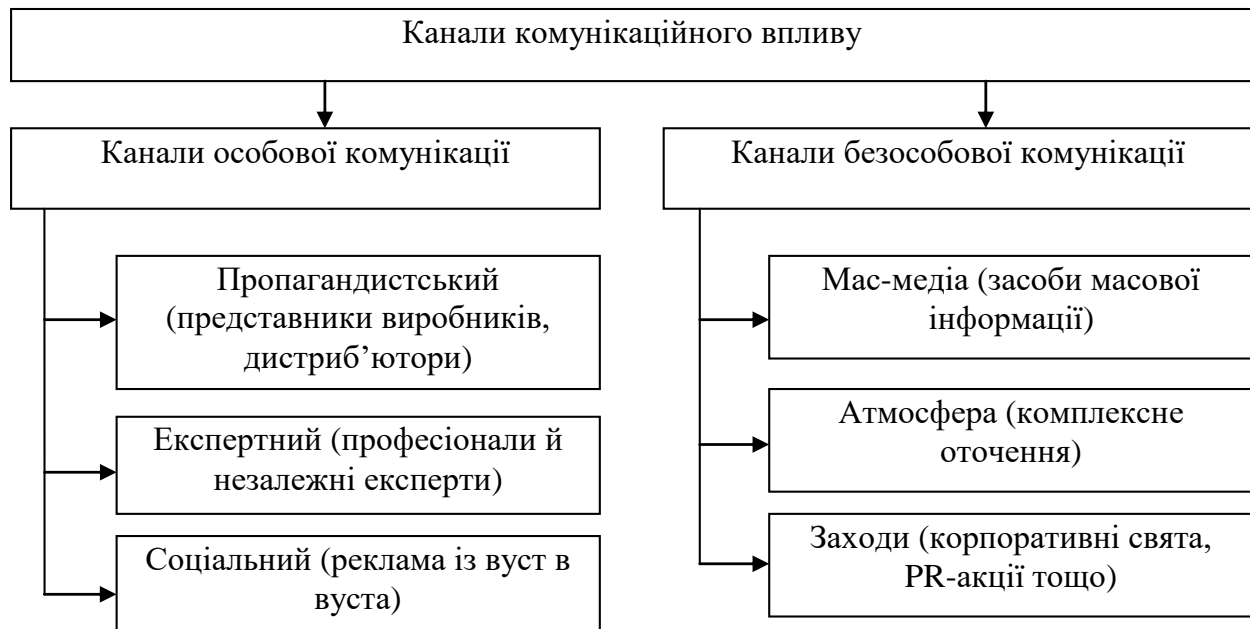 Канали комунікаційного впливу
Канали особової комунікації
Пропагандистський
(представники виробників,
дистриб’ютори)
Експертний (професіонали й
незалежні експерти)
Соціальний (реклама із вуст в
вуста)
Канали безособової комунікації
Мас-медіа (засоби масової
інформації)
Атмосфера (комплексне
оточення)
Заходи (корпоративні свята,
PR-акції тощо)